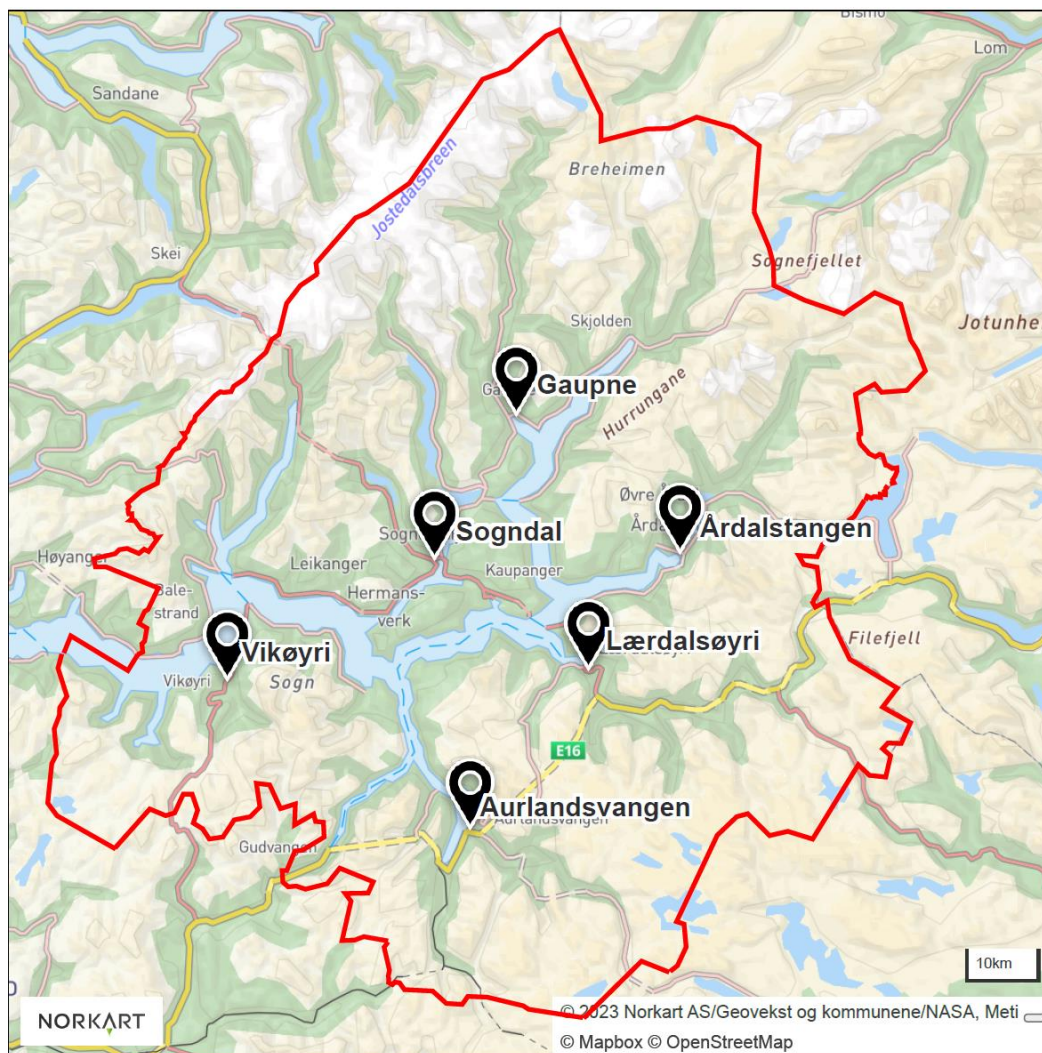 Bismo
Lom
Sandane
Jostedalsbreen
Breheimen
Skei
Sognefjellet
Skjolden
Jotunhe
Gaupne
Hurrungane
Øvre
Sogndal
Årdalstangen
Høyanger
Leikanger
Kaupanger
Bale-
strand
Hermans-
verk
Lærdalsøyri
Vikøyri
Filefjell
Vikøyri
Sogn
E16
Aurlandsvangen
Aurlandsvangen
Gudvangen
10km
NORKART
© 2023 Norkart AS/Geovekst og kommunene/NASA, Meti
© Mapbox © OpenStreetMap